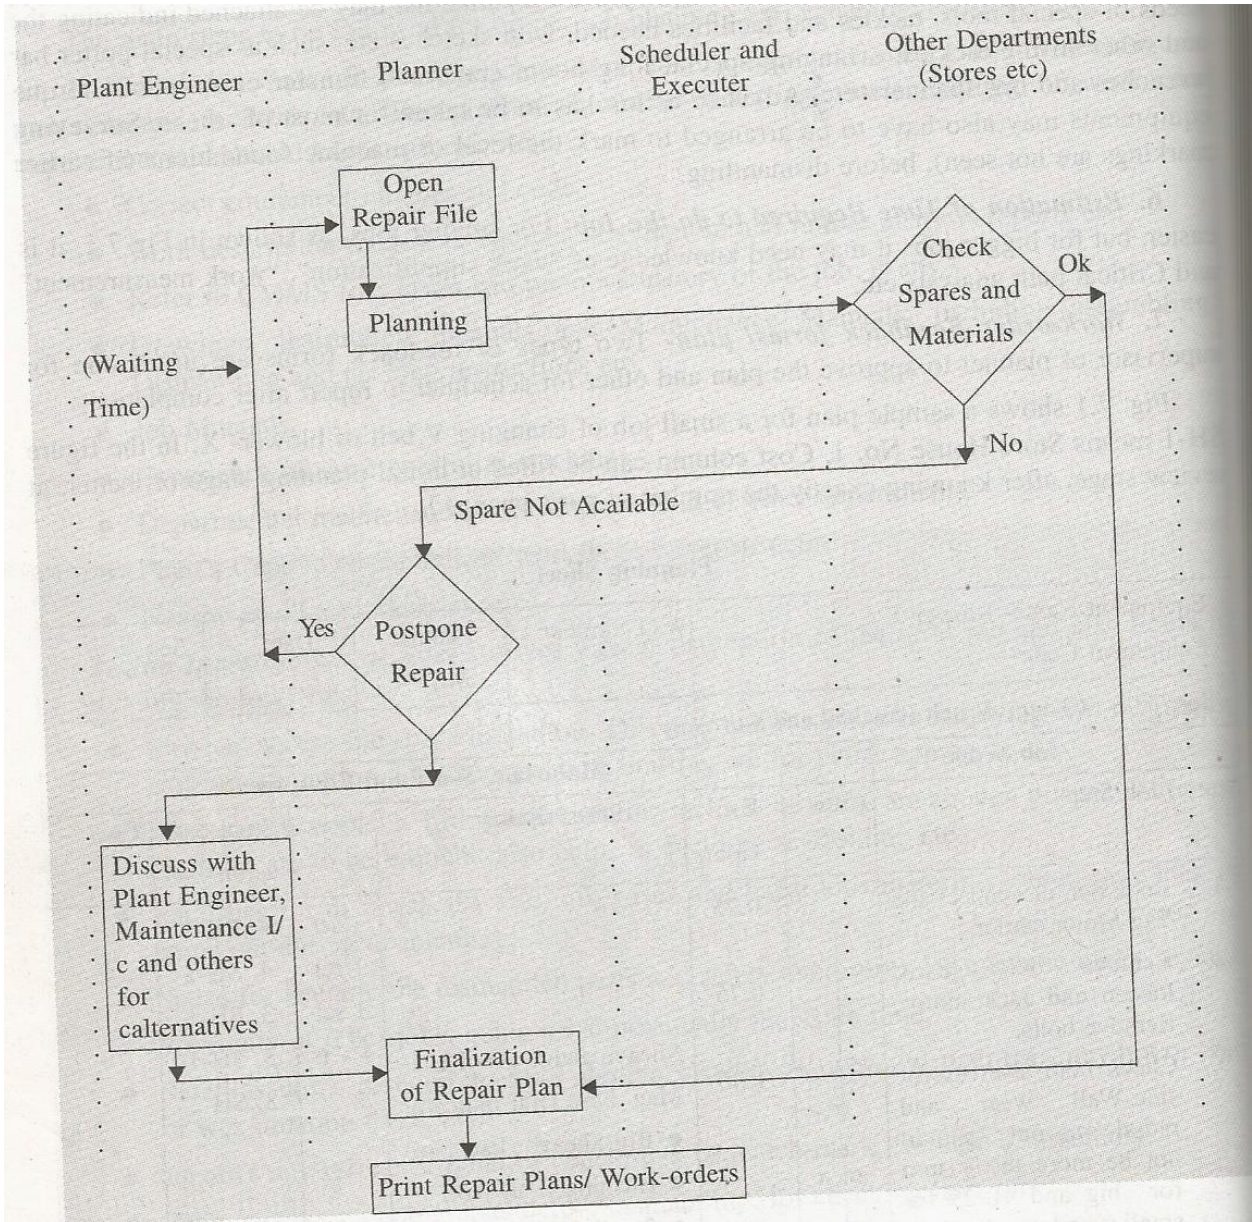 Plant Engineer
Planner
Scheduler and
Executer
Other Departments
(Stores etc)
Open
Repair File
Planning
Check
Spares and
Materials
Ok
(Waiting
Time)
No
Spare Not Acailable
Yes
Postpone
Repair
Discuss with
Plant Engineer,
Maintenance I/
c and others
for
calternatives
Finalization
of Repair Plan
Print Repair Plans/ Work-orders